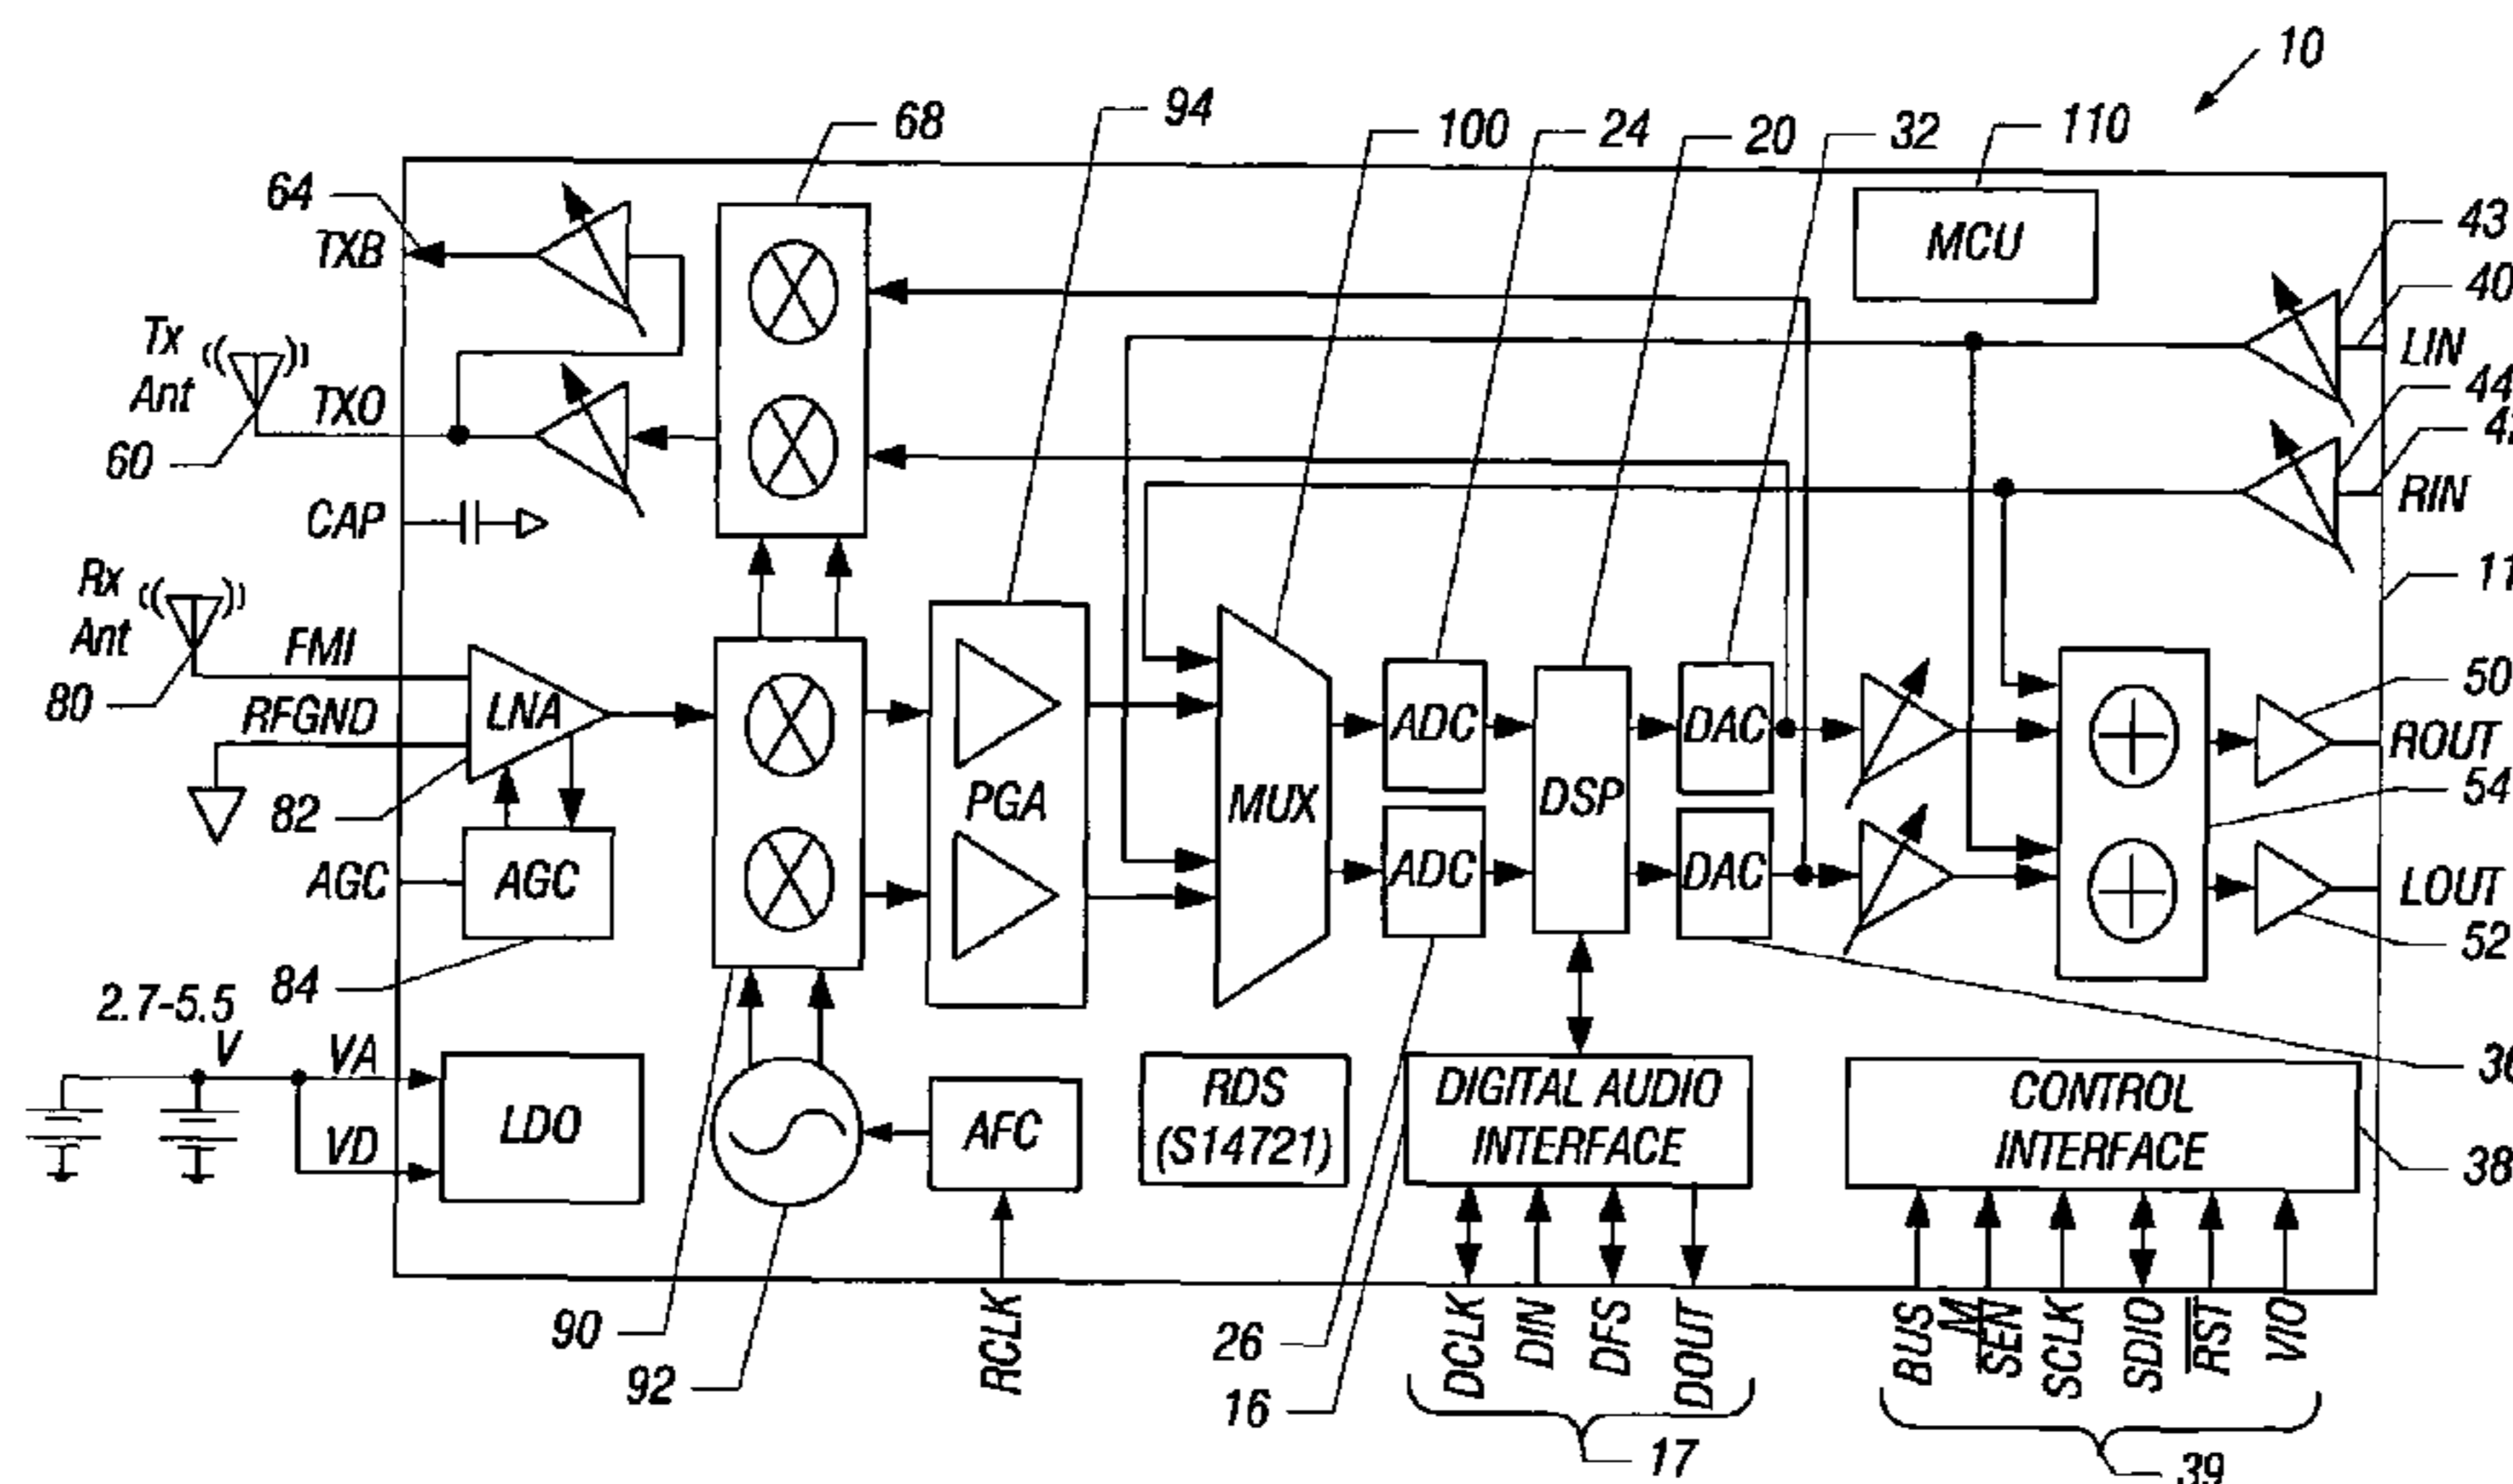 10
68
94
100
24
20
32
110
64
TXB
MCU
43
40
LIN
Tx
Ant
TXO
60
44
RIN
CAP
11
Rx
Ant
FMI
80
RFGND
LNA
82
PGA
MUX
ADC
DSP
DAC
50
ROUT
54
AGC
AGC
ADC
DAC
LOUT
52
84
2.7-5.5
V
VA
VD
LDO
AFC
RDS
(S14721)
DIGITAL AUDIO
INTERFACE
CONTROL
INTERFACE
38
90
92
RCLK
26
16
DCLK
DIN
DFS
DOUT
17
BUS
SEN
SCLK
SDIO
RST
VIO
39